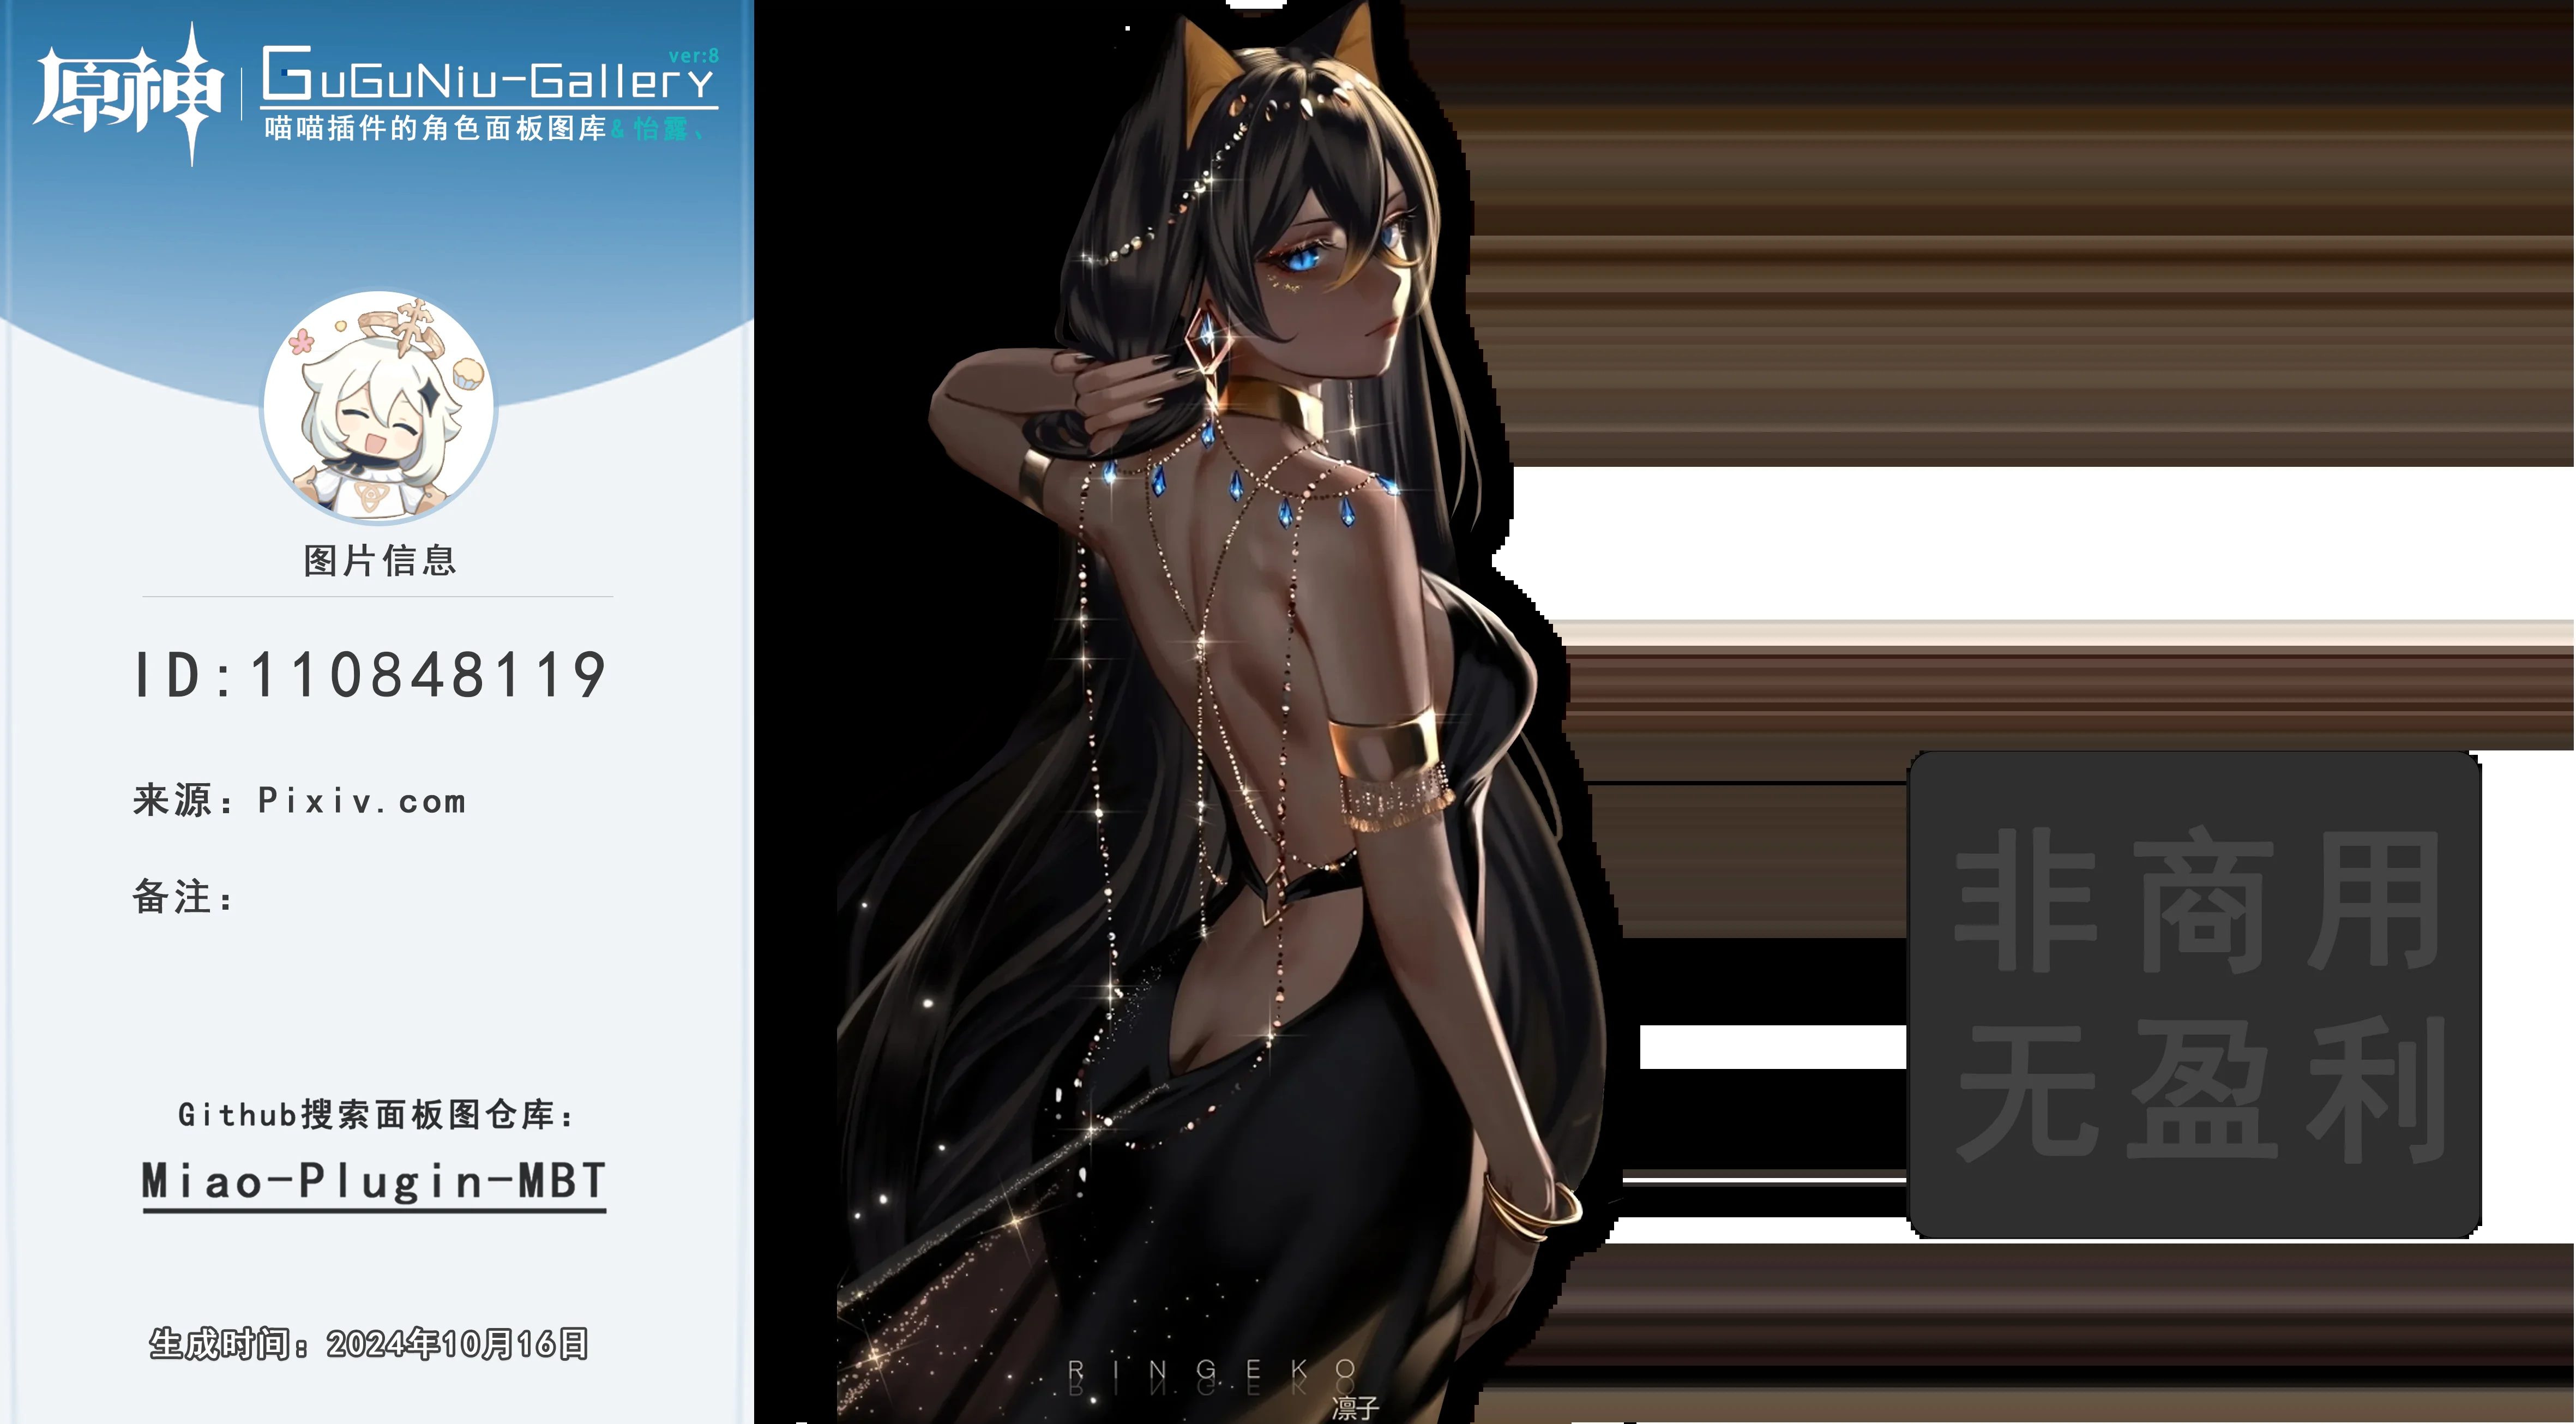 原神
GuGuNiu-Gallery
ver:8
喵喵插件的角色面板图库&怡露、
图片信息
ID:110848119
来源：Pixiv.com
备注：
Github搜索面板图仓库：
Miao-Plugin-MBT
生成时间：2024年10月16日
RINGEKO
凛子
非商用
无盈利